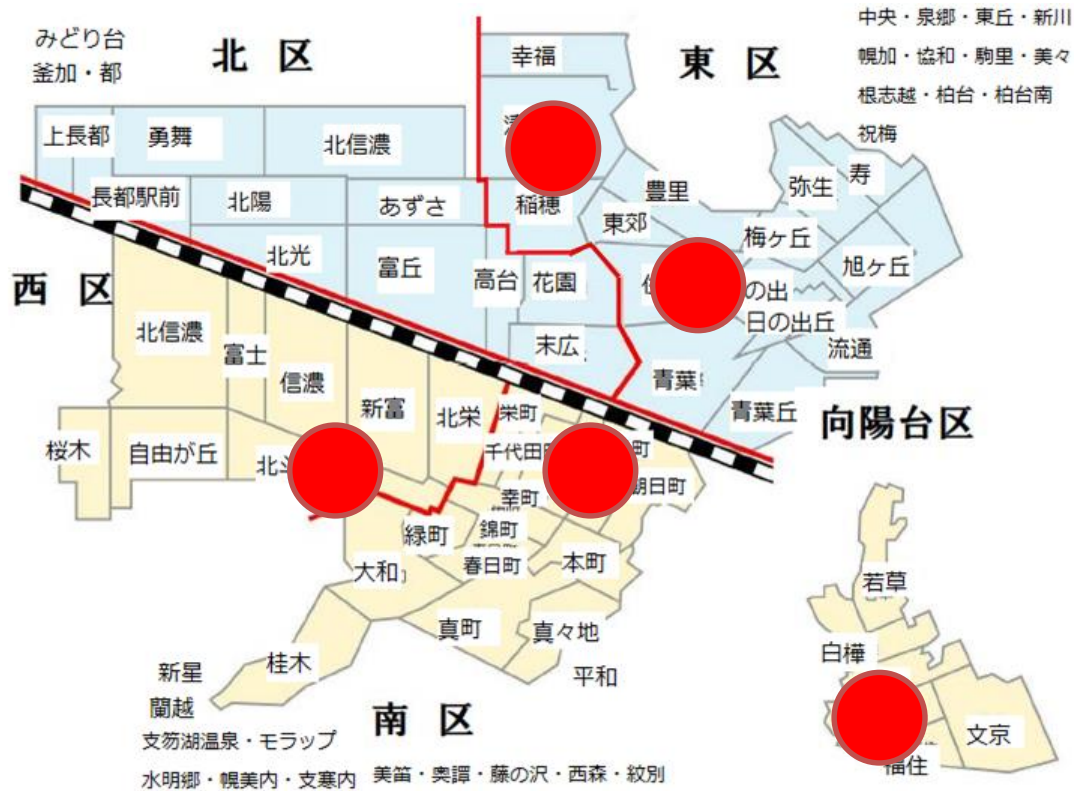 みどり台
釜加・都
北 区
幸福
東 区
中央・泉郷・東丘・新川
幌加・協和・駒里・美々
根志越・柏台・柏台南
祝梅
上長都
勇舞
北信濃
長都駅前
北陽
あずさ
稲穂
豊里
東郊
弥生
寿
梅ヶ丘
旭ヶ丘
北光
富丘
高台
花園
の出
日の出丘
流通
西 区
北信濃
富士
信濃
末広
青葉
青葉丘
新富
北栄
栄町
向陽台区
桜木
自由が丘
千代田町
町
幸町
朝日町
緑町
錦町
大和
春日町
本町
若草
真町
真々地
白樺
桂木
平和
文京
新星
蘭越
福住
南 区
支笏湖温泉・モラップ
水明郷・幌美内・支寒内
美笛・奥潭・藤の沢・西森・紋別